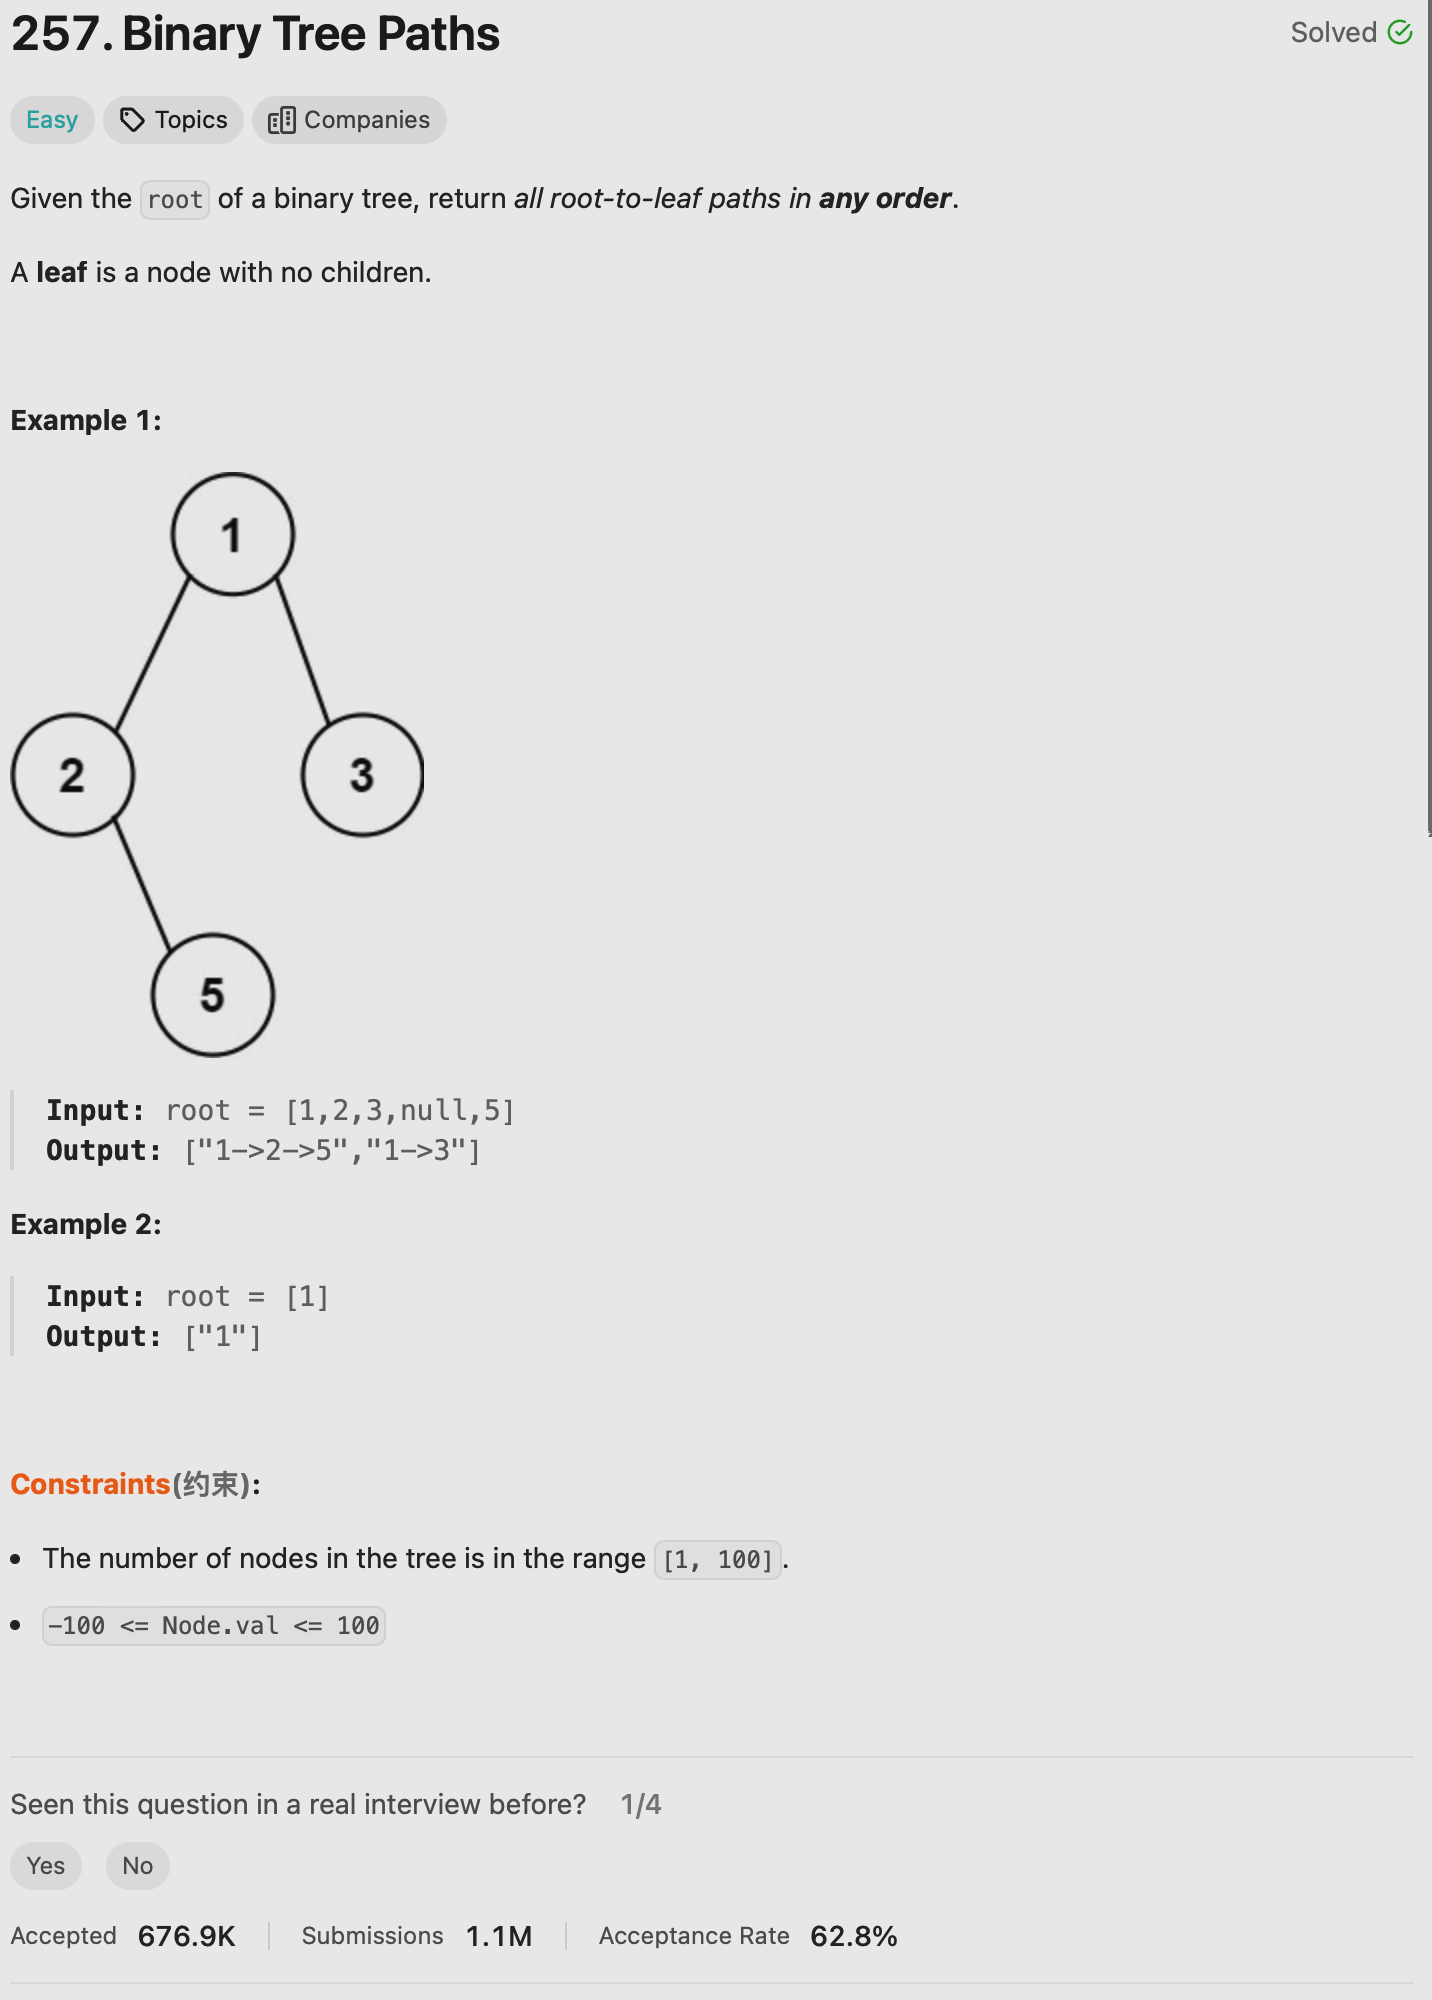 257. Binary Tree Paths
Solved
Easy
Topics
Companies
Given the root of a binary tree, return all root-to-leaf paths in any order.
A leaf is a node with no children.
Example 1:
1
2
3
5
Input: root = [1,2,3,null,5]
Output: ["1->2->5","1->3"]
Example 2:
Input: root = [1]
Output: ["1"]
Constraints(约束):
The number of nodes in the tree is in the range [1, 100].
-100 <= Node.val <= 100
Seen this question in a real interview before? 1/4
Yes No
Accepted 676.9K Submissions 1.1M Acceptance Rate 62.8%